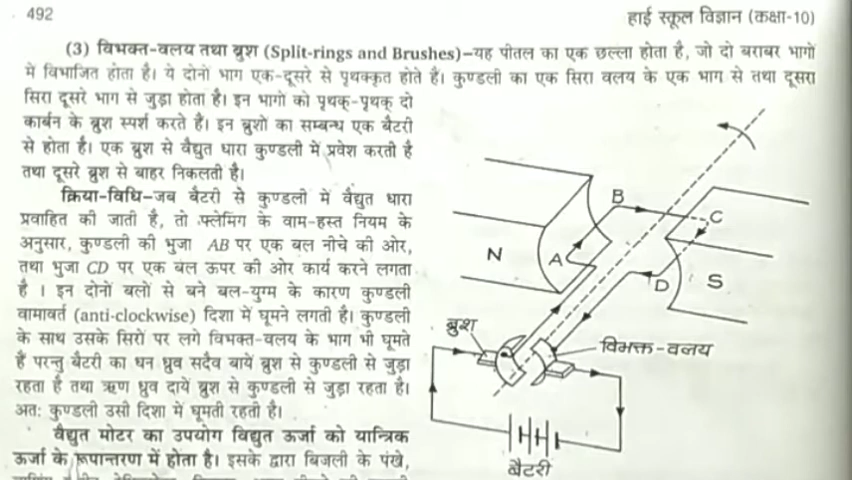 492
हाई स्कूल विज्ञान (कक्षा-10)
(3) विभक्त-वलय तथा ब्रुश (Split-rings and Brushes)–यह पीतल का एक छल्ला होता है, जो दो बराबर भागों
में विभाजित होता है। ये दोनों भाग एक-दूसरे से पृथक्कृत होते हैं। कुण्डली का एक सिरा वलय के एक भाग से तथा दूसरा
सिरा दूसरे भाग से जुड़ा होता है। इन भागों को पृथक्-पृथक् दो
कार्बन के ब्रुश स्पर्श करते हैं। इन ब्रुशों का सम्बन्ध एक बैटरी
से होता है। एक ब्रुश से वैद्युत धारा कुण्डली में प्रवेश करती है
तथा दूसरे ब्रुश से बाहर निकलती है।
क्रिया-विधि–जब बैटरी से कुण्डली में वैद्युत धारा
प्रवाहित की जाती है, तो फ्लेमिंग के वाम-हस्त नियम के
अनुसार, कुण्डली की भुजा AB पर एक बल नीचे की ओर,
तथा भुजा CD पर एक बल ऊपर की ओर कार्य करने लगता
है। इन दोनों बलों से बने बल-युग्म के कारण कुण्डली
वामावर्त (anti-clockwise) दिशा में घूमने लगती है। कुण्डली
के साथ उसके सिरों पर लगे विभक्त-वलय के भाग भी घूमते
हैं परन्तु बैटरी का धन ध्रुव सदैव बायें ब्रुश से कुण्डली से जुड़ा
रहता है तथा ऋण ध्रुव दायें ब्रुश से कुण्डली से जुड़ा रहता है।
अतः कुण्डली उसी दिशा में घूमती रहती है।
वैद्युत मोटर का उपयोग विद्युत ऊर्जा को यान्त्रिक
ऊर्जा के रूपान्तरण में होता है। इसके द्वारा बिजली के पंखे,
B
C
N
A
D
S
ब्रुश
विभक्त-वलय
बैटरी